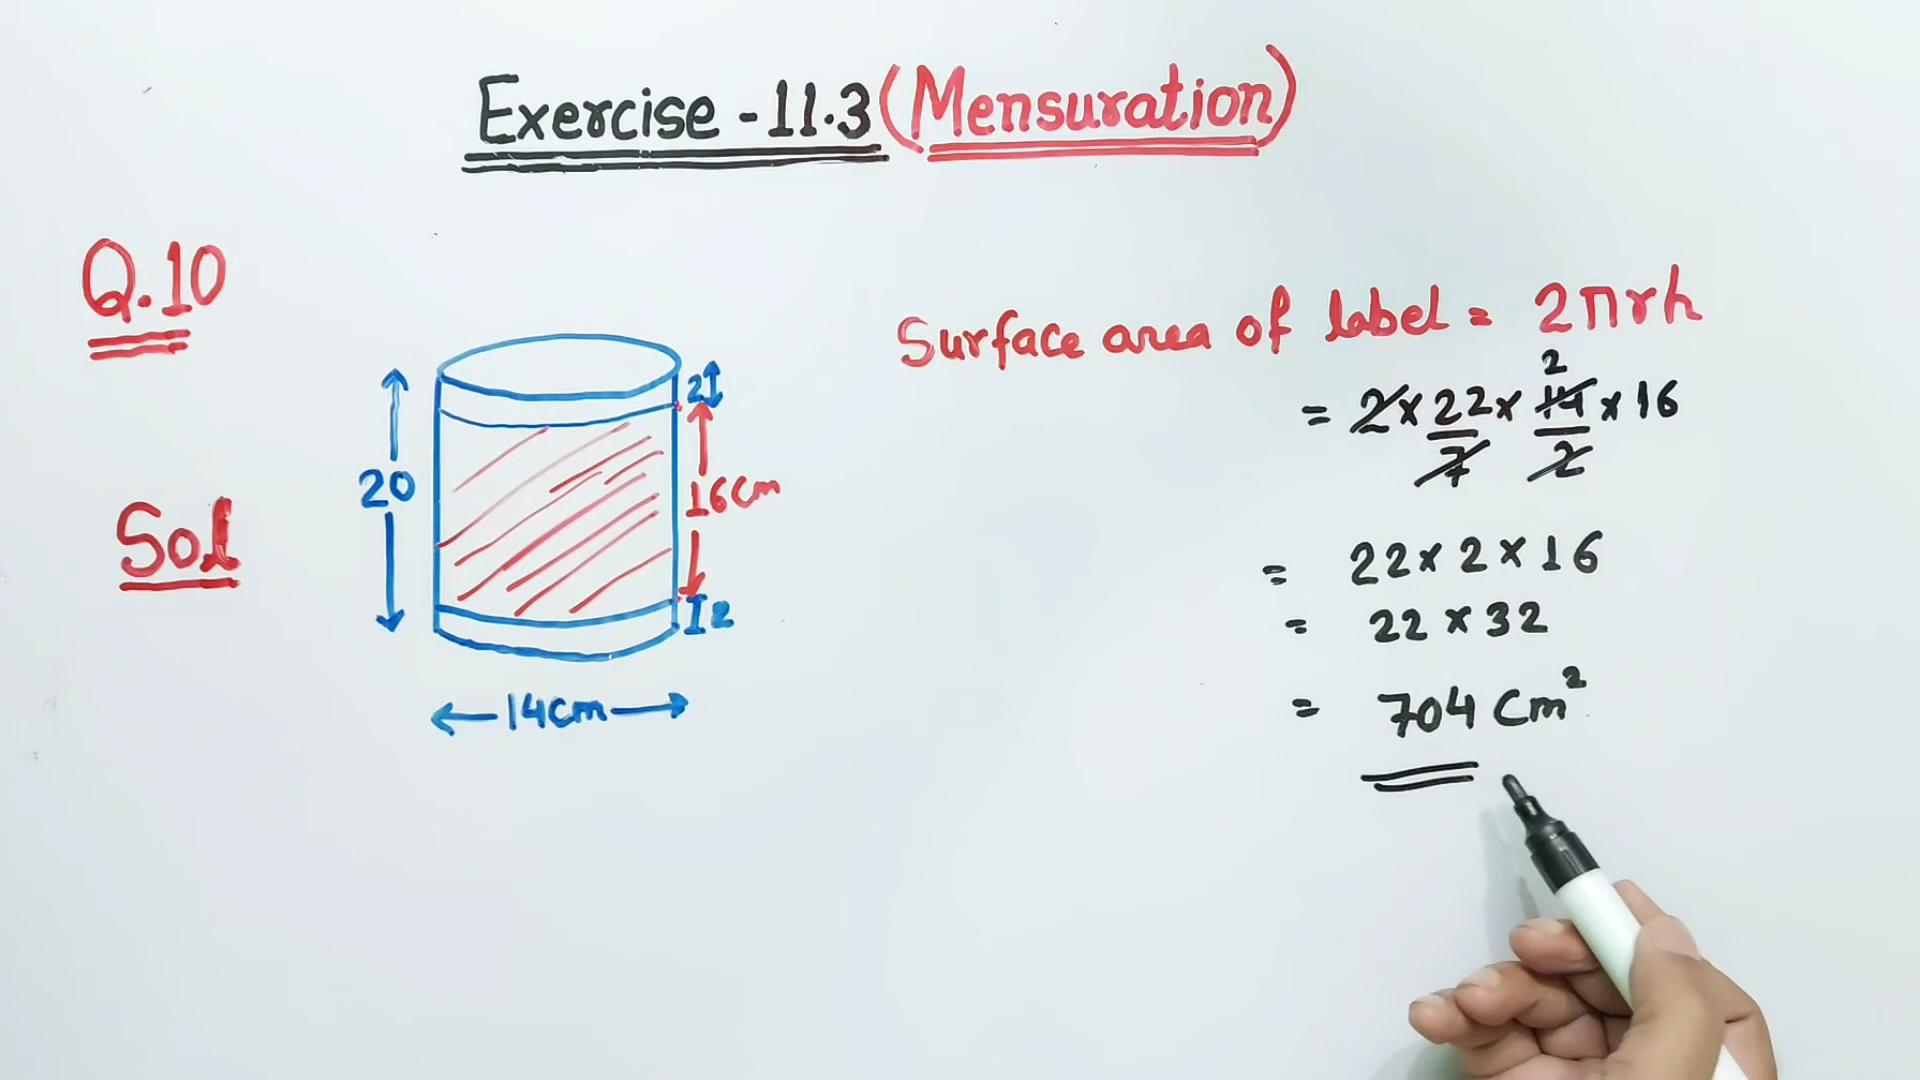 Exercise - 11.3 (Mensuration)
Q.10
Sol
20
2
16cm
2
14cm
Surface area of label = 2πrh
2
= 2 × 22/7 × 14/2 × 16
= 22 × 2 × 16
= 22 × 32
= 704 Cm²